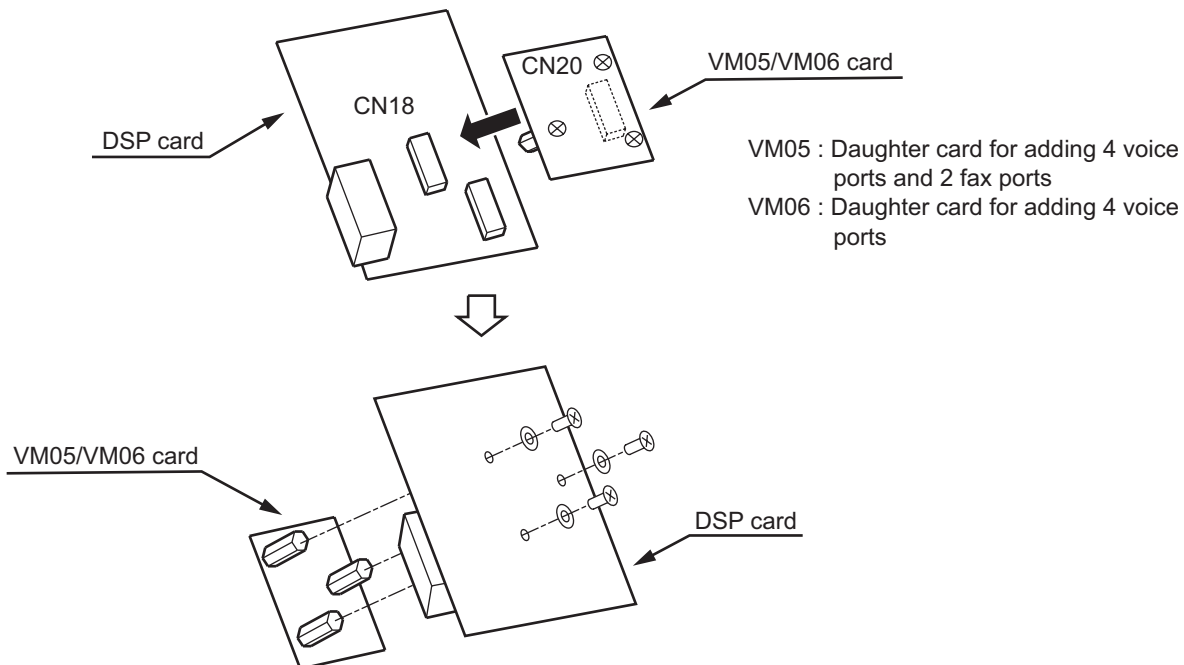 CN20
VM05/VM06 card
CN18
DSP card
VM05 : Daughter card for adding 4 voice
ports and 2 fax ports
VM06 : Daughter card for adding 4 voice
ports
VM05/VM06 card
DSP card